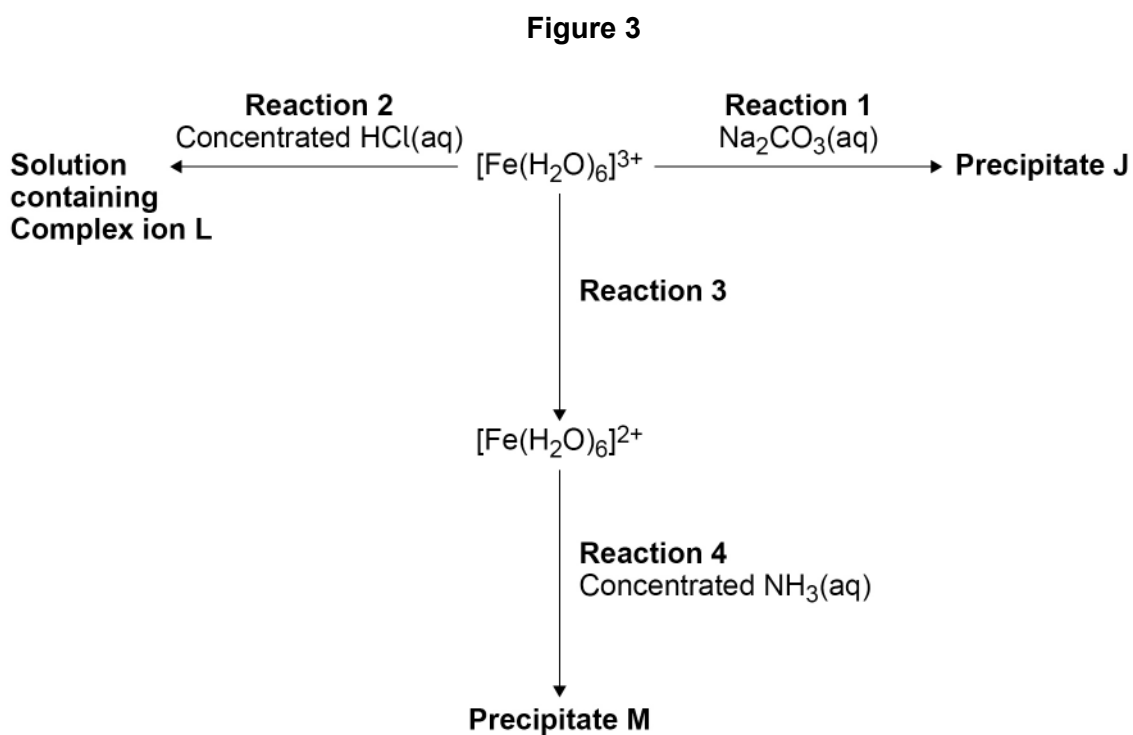 Figure 3
Reaction 2
Concentrated HCl(aq)
Reaction 1
Na₂CO₃(aq)
Solution
containing
Complex ion L
[Fe(H₂O)₆]³⁺
Precipitate J
Reaction 3
[Fe(H₂O)₆]²⁺
Reaction 4
Concentrated NH₃(aq)
Precipitate M